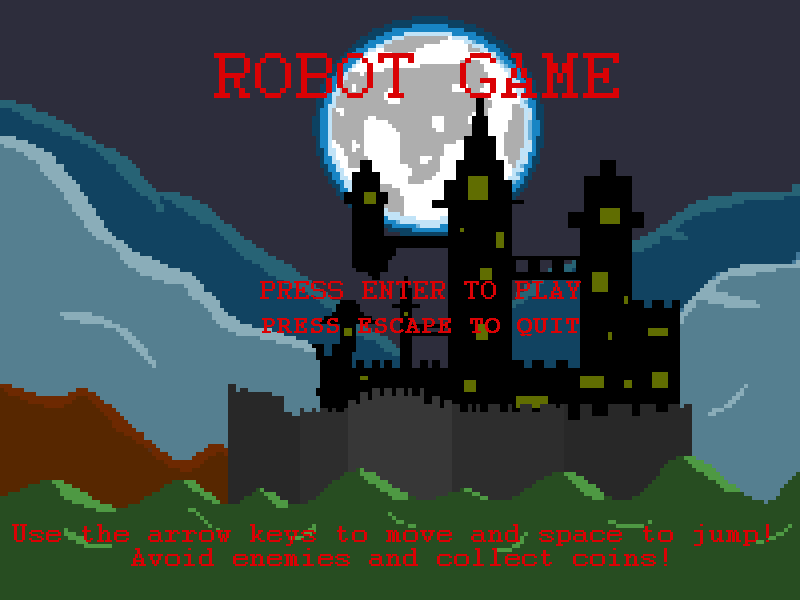 ROBOT GAME
PRESS ENTER TO PLAY
PRESS ESCAPE TO QUIT
Use the arrow keys to move and space to jump!
Avoid enemies and collect coins!